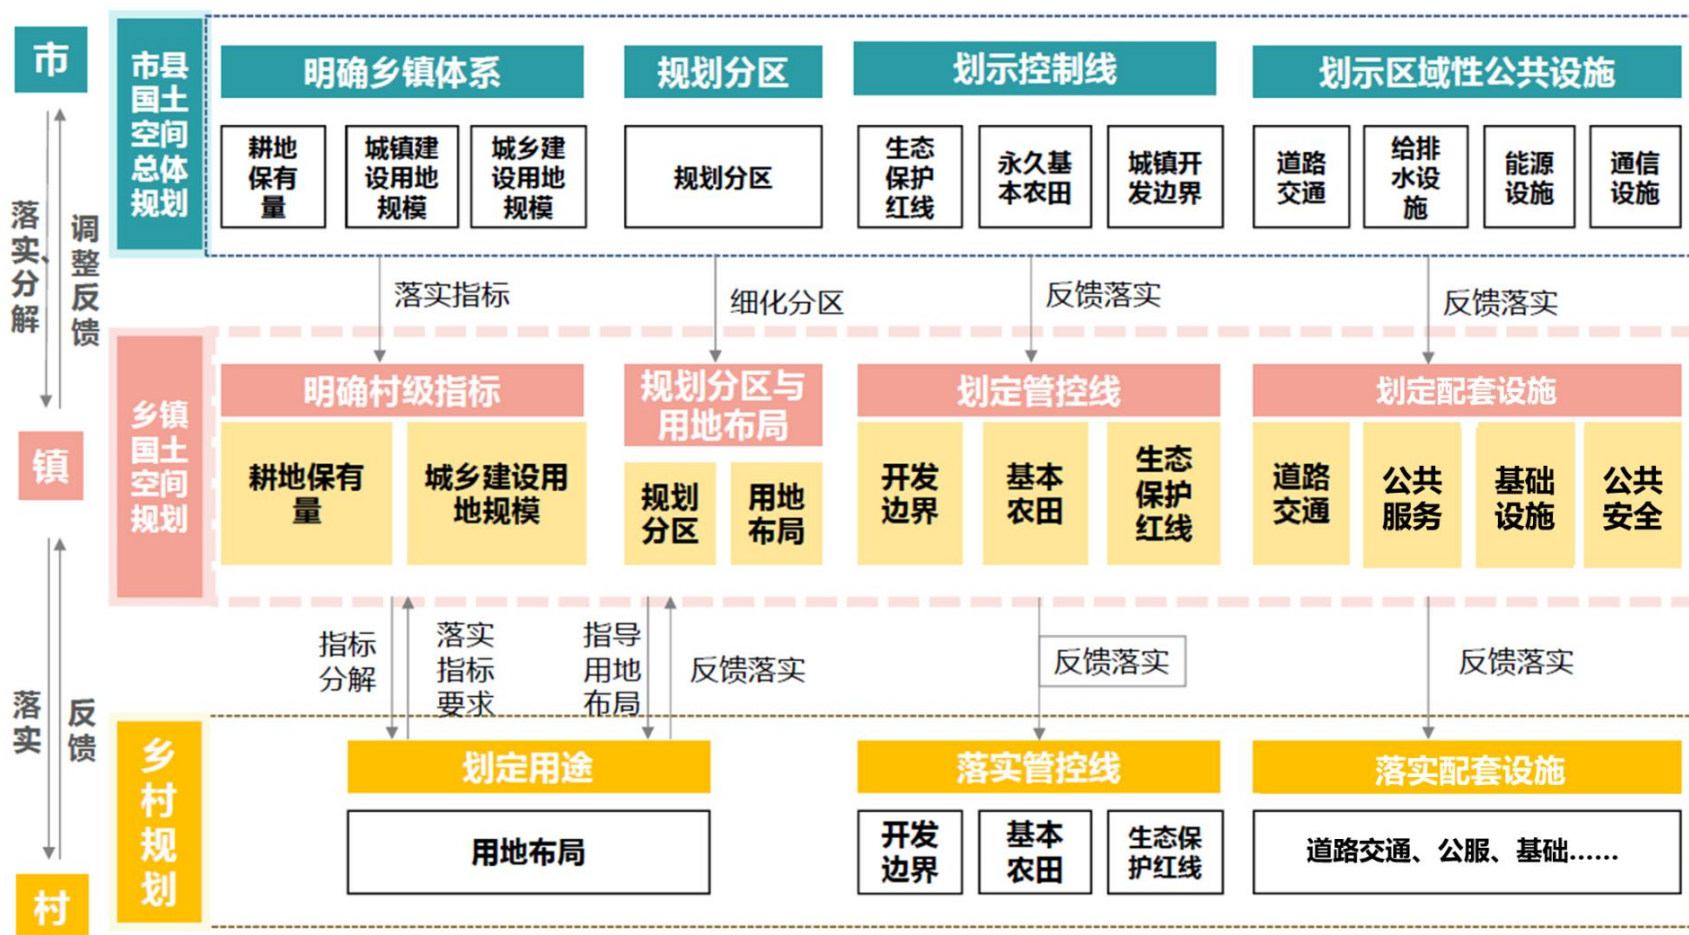 市
市县
国土
空间
总体
规划
明确乡镇体系
规划分区
划示控制线
划示区域性公共设施
耕地
保有
量
城镇建
设用地
规模
城乡建
设用地
规模
规划分区
生态
保护
红线
永久基
本农田
城镇开
发边界
道路
交通
给排
水设
施
能源
设施
通信
设施
落实、分解
调整反馈
落实指标
细化分区
反馈落实
反馈落实
镇
乡镇
国土
空间
规划
明确村级指标
规划分区与
用地布局
划定管控线
划定配套设施
耕地保有
量
城乡建设用
地规模
规划
分区
用地
布局
开发
边界
基本
农田
生态
保护
红线
道路
交通
公共
服务
基础
设施
公共
安全
落实
反馈
指标
分解
落实
指标
要求
指导
用地
布局
反馈落实
反馈落实
反馈落实
村
乡
村
规
划
划定用途
落实管控线
落实配套设施
用地布局
开发
边界
基本
农田
生态保
护红线
道路交通、公服、基础……